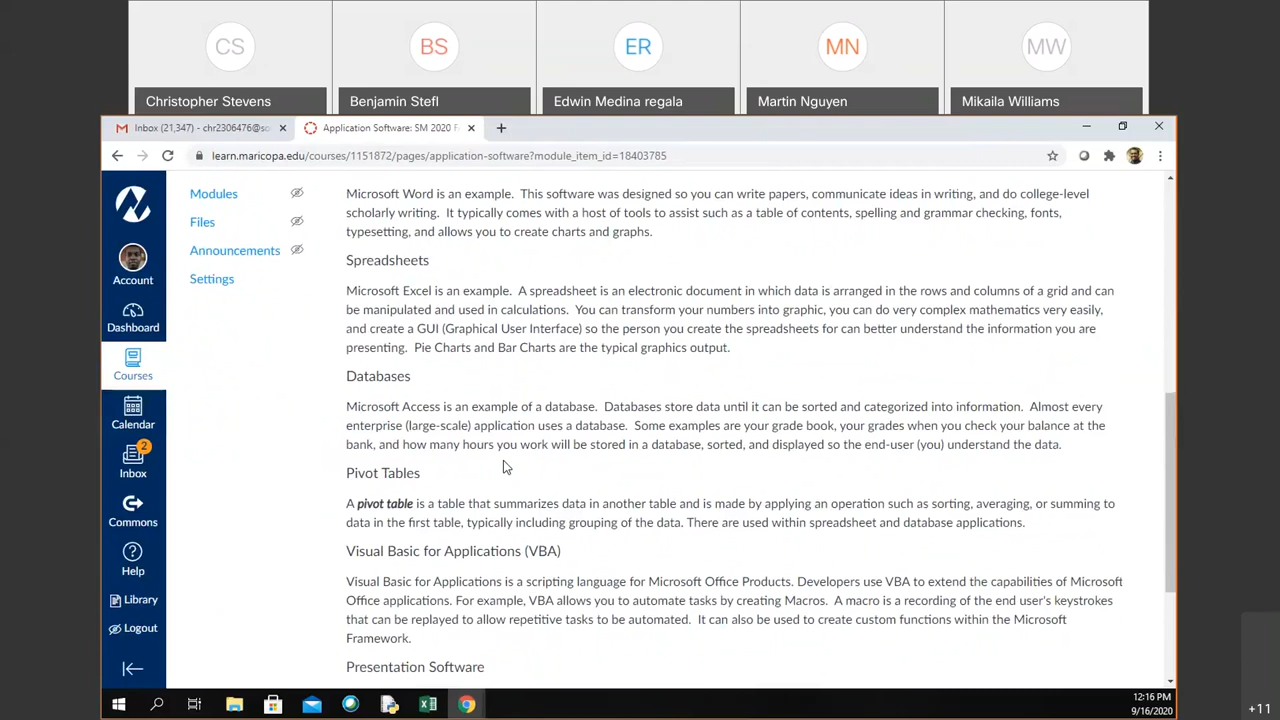 CS
BS
ER
MN
MW
Christopher Stevens
Benjamin Stefl
Edwin Medina regala
Martin Nguyen
Mikaila Williams
Inbox (21,347) - chr2306476@so
Application Software: SM 2020 F
learn.maricopa.edu/courses/1151872/pages/application-software?module_item_id=18403785
Account
Dashboard
Courses
Calendar
2
Inbox
Commons
Help
Library
Logout
Modules
Files
Announcements
Settings
Microsoft Word is an example. This software was designed so you can write papers, communicate ideas in writing, and do college-level
scholarly writing. It typically comes with a host of tools to assist such as a table of contents, spelling and grammar checking, fonts,
typesetting, and allows you to create charts and graphs.
Spreadsheets
Microsoft Excel is an example. A spreadsheet is an electronic document in which data is arranged in the rows and columns of a grid and can
be manipulated and used in calculations. You can transform your numbers into graphic, you can do very complex mathematics very easily,
and create a GUI (Graphical User Interface) so the person you create the spreadsheets for can better understand the information you are
presenting. Pie Charts and Bar Charts are the typical graphics output.
Databases
Microsoft Access is an example of a database. Databases store data until it can be sorted and categorized into information. Almost every
enterprise (large-scale) application uses a database. Some examples are your grade book, your grades when you check your balance at the
bank, and how many hours you work will be stored in a database, sorted, and displayed so the end-user (you) understand the data.
Pivot Tables
A pivot table is a table that summarizes data in another table and is made by applying an operation such as sorting, averaging, or summing to
data in the first table, typically including grouping of the data. There are used within spreadsheet and database applications.
Visual Basic for Applications (VBA)
Visual Basic for Applications is a scripting language for Microsoft Office Products. Developers use VBA to extend the capabilities of Microsoft
Office applications. For example, VBA allows you to automate tasks by creating Macros. A macro is a recording of the end user's keystrokes
that can be replayed to allow repetitive tasks to be automated. It can also be used to create custom functions within the Microsoft
Framework.
Presentation Software
12:16 PM
9/16/2020
+11